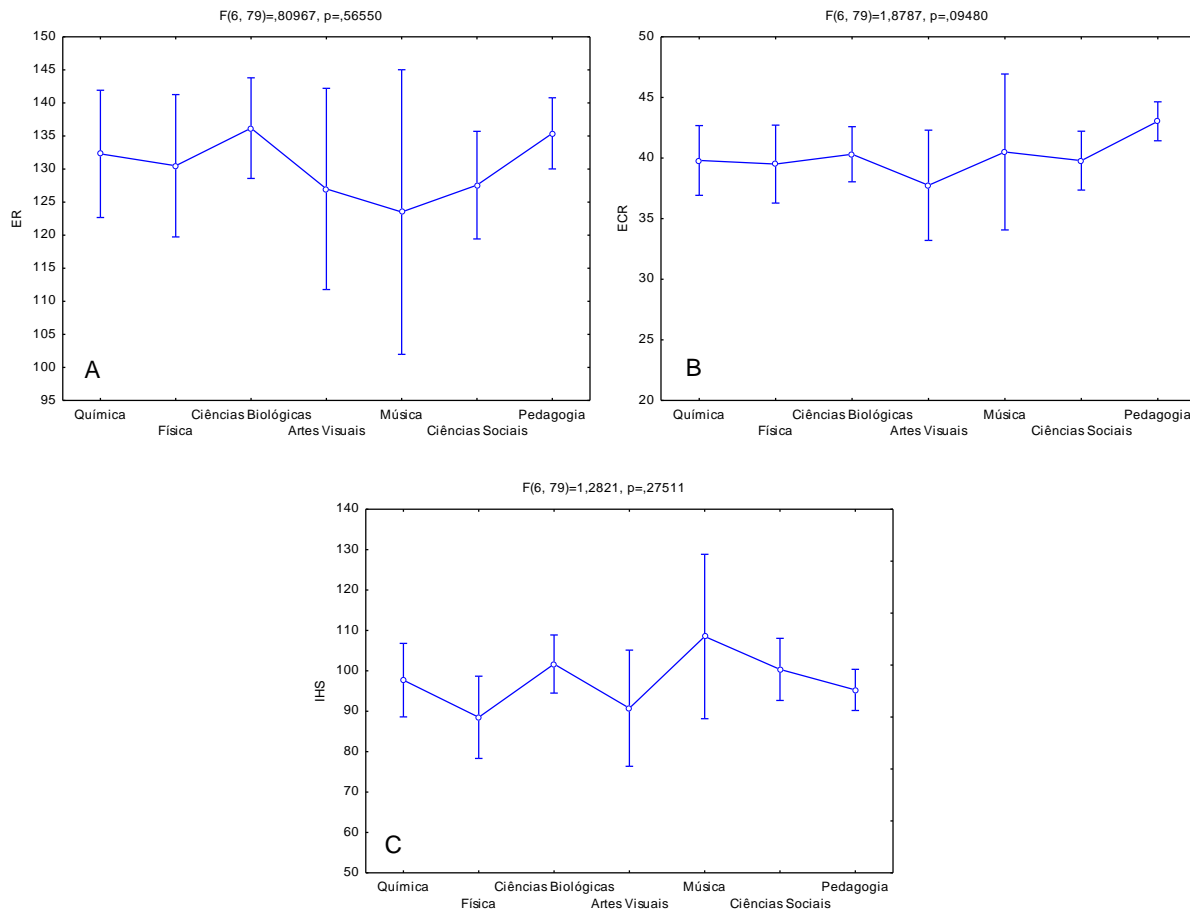 F(6, 79)=,80967, p=,56550
150
145
140
135
130
125
120
115
110
105
100
95
ER
A
Química Ciências Biológicas Música Pedagogia
Física Artes Visuais Ciências Sociais
F(6, 79)=1,8787, p=,09480
50
45
40
35
30
25
20
ECR
B
Química Ciências Biológicas Música Pedagogia
Física Artes Visuais Ciências Sociais
F(6, 79)=1,2821, p=,27511
140
130
120
110
100
90
80
70
60
50
IHS
C
Química Ciências Biológicas Música Pedagogia
Física Artes Visuais Ciências Sociais